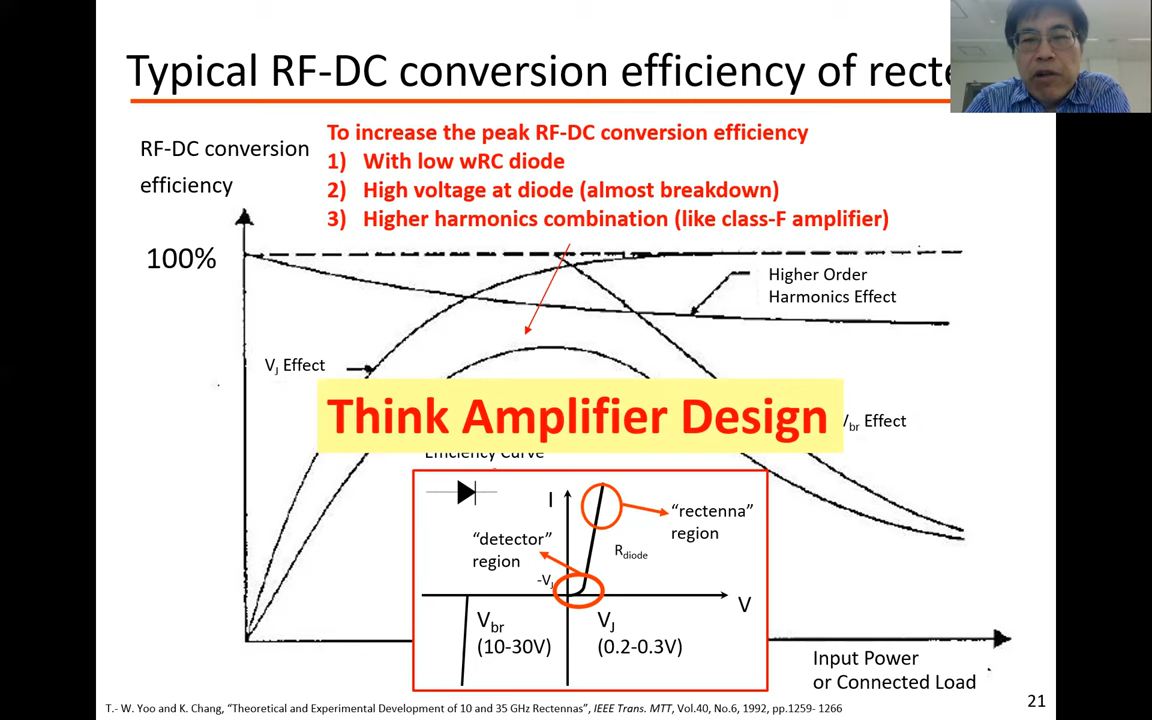 Typical RF-DC conversion efficiency of recte
RF-DC conversion
efficiency
To increase the peak RF-DC conversion efficiency
1) With low wRC diode
2) High voltage at diode (almost breakdown)
3) Higher harmonics combination (like class-F amplifier)
100%
Higher Order
Harmonics Effect
VJ Effect
Think Amplifier Design
Vbr Effect
Efficiency Curve
I
"rectenna"
region
"detector"
region
Rdiode
-VJ
V
Vbr
(10-30V)
VJ
(0.2-0.3V)
Input Power
or Connected Load
21
T.- W. Yoo and K. Chang, "Theoretical and Experimental Development of 10 and 35 GHz Rectennas", IEEE Trans. MTT, Vol.40, No.6, 1992, pp.1259- 1266